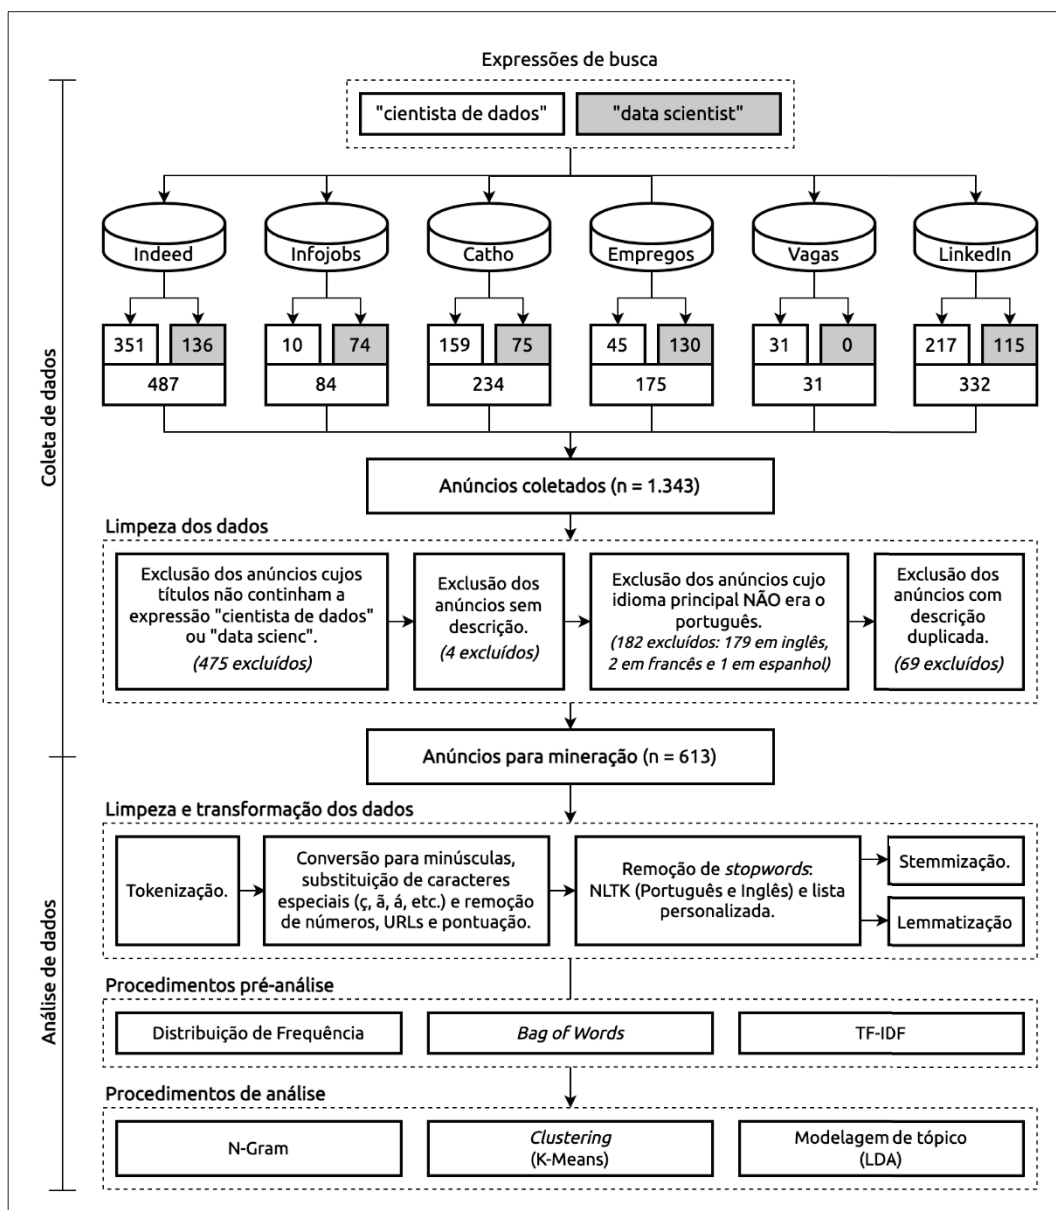 Expressões de busca
"cientista de dados"
"data scientist"
Indeed
Infojobs
Catho
Empregos
Vagas
LinkedIn
351
136
487
10
74
84
159
75
234
45
130
175
31
0
31
217
115
332
Coleta de dados
Anúncios coletados (n = 1.343)
Limpeza dos dados
Exclusão dos anúncios cujos
títulos não continham a
expressão "cientista de dados"
ou "data scienc".
(475 excluídos)
Exclusão dos
anúncios sem
descrição.
(4 excluídos)
Exclusão dos anúncios cujo
idioma principal NÃO era o
português.
(182 excluídos: 179 em inglês,
2 em francês e 1 em espanhol)
Exclusão dos
anúncios com
descrição
duplicada.
(69 excluídos)
Anúncios para mineração (n = 613)
Análise de dados
Limpeza e transformação dos dados
Tokenização.
Conversão para minúsculas,
substituição de caracteres
especiais (ç, ã, á, etc.) e remoção
de números, URLs e pontuação.
Remoção de stopwords:
NLTK (Português e Inglês) e lista
personalizada.
Stemmização.
Lemmatização
Procedimentos pré-análise
Distribuição de Frequência
Bag of Words
TF-IDF
Procedimentos de análise
N-Gram
Clustering
(K-Means)
Modelagem de tópico
(LDA)